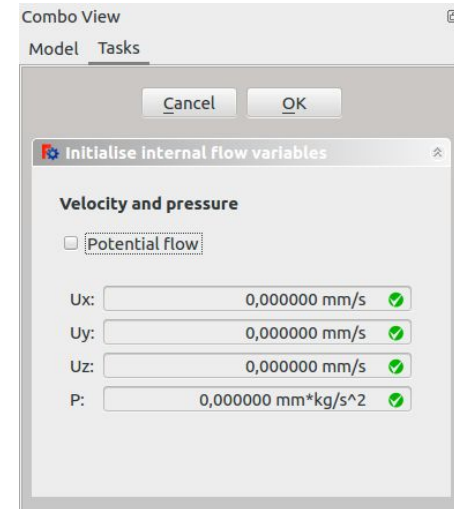 Combo View
Model Tasks
Cancel OK
Initialise internal flow variables
Velocity and pressure
Potential flow
Ux: 0,000000 mm/s
Uy: 0,000000 mm/s
Uz: 0,000000 mm/s
P: 0,000000 mm*kg/s^2